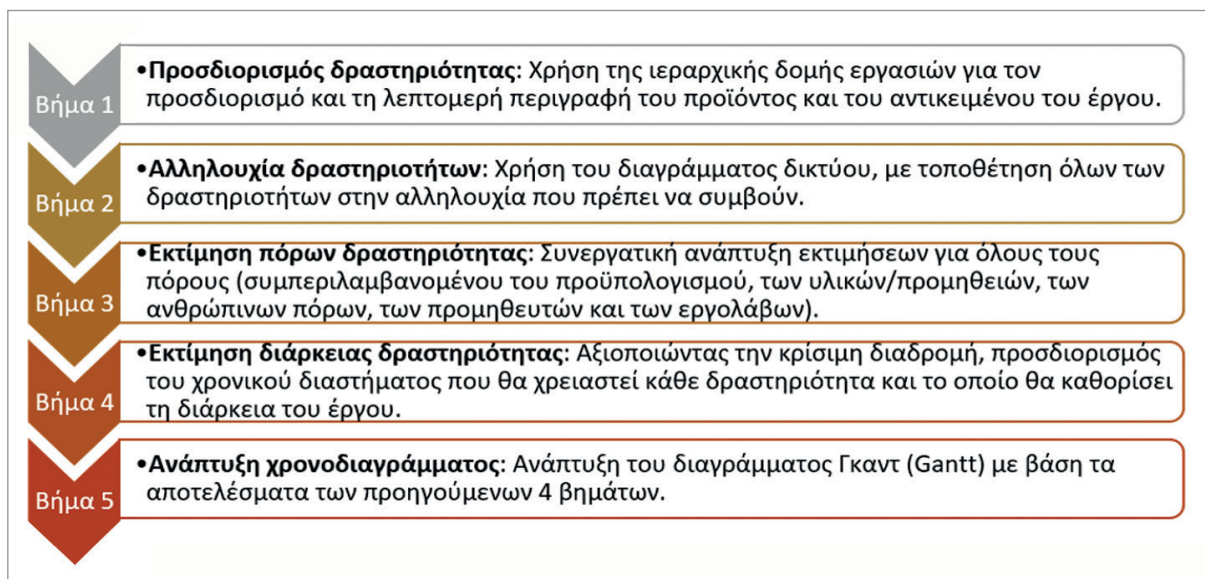 Βήμα 1
•Προσδιορισμός δραστηριότητας: Χρήση της ιεραρχικής δομής εργασιών για τον
προσδιορισμό και τη λεπτομερή περιγραφή του προϊόντος και του αντικειμένου του έργου.
Βήμα 2
•Αλληλουχία δραστηριοτήτων: Χρήση του διαγράμματος δικτύου, με τοποθέτηση όλων των
δραστηριοτήτων στην αλληλουχία που πρέπει να συμβούν.
Βήμα 3
•Εκτίμηση πόρων δραστηριότητας: Συνεργατική ανάπτυξη εκτιμήσεων για όλους τους
πόρους (συμπεριλαμβανομένου του προϋπολογισμού, των υλικών/προμηθειών, των
ανθρώπινων πόρων, των προμηθευτών και των εργολάβων).
Βήμα 4
•Εκτίμηση διάρκειας δραστηριότητας: Αξιοποιώντας την κρίσιμη διαδρομή, προσδιορισμός
του χρονικού διαστήματος που θα χρειαστεί κάθε δραστηριότητα και το οποίο θα καθορίσει
τη διάρκεια του έργου.
Βήμα 5
•Ανάπτυξη χρονοδιαγράμματος: Ανάπτυξη του διαγράμματος Γκαντ (Gantt) με βάση τα
αποτελέσματα των προηγούμενων 4 βημάτων.